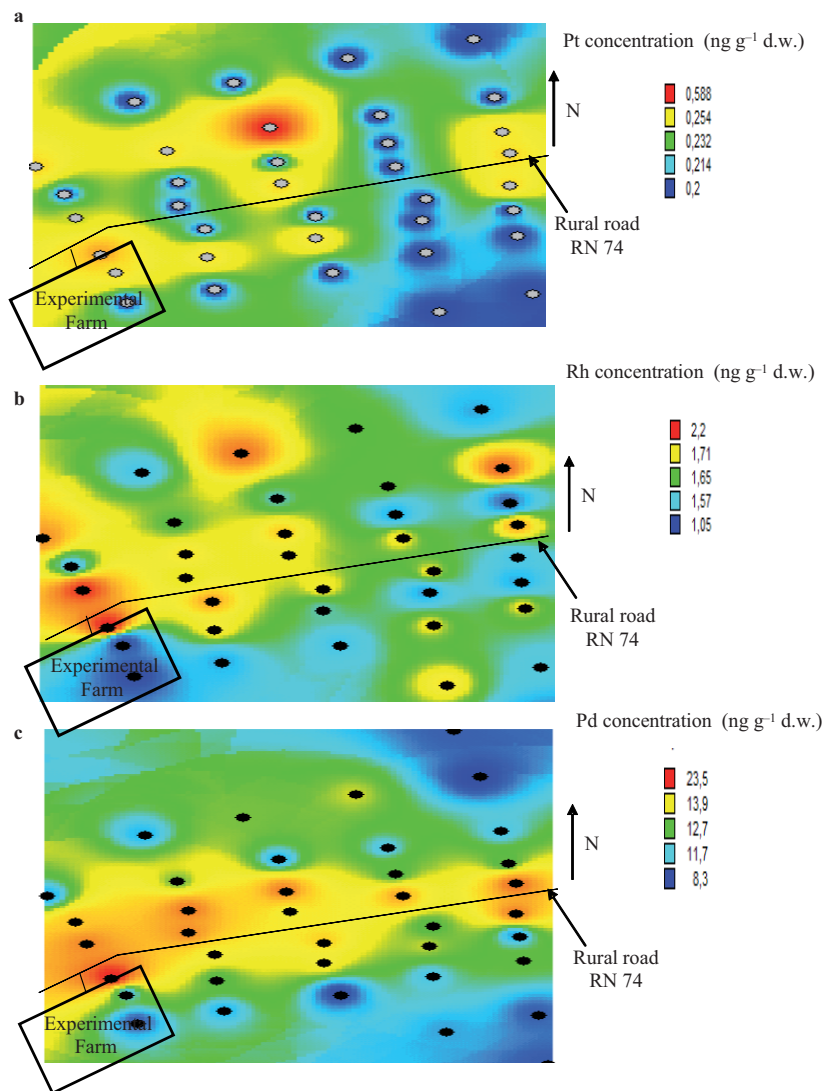 a
Pt concentration (ng g⁻¹ d.w.)
0,588
0,254
0,232
0,214
0,2
N
Rural road
RN 74
Experimental
Farm
b
Rh concentration (ng g⁻¹ d.w.)
2,2
1,71
1,65
1,57
1,05
N
Rural road
RN 74
Experimental
Farm
c
Pd concentration (ng g⁻¹ d.w.)
23,5
13,9
12,7
11,7
8,3
N
Rural road
RN 74
Experimental
Farm